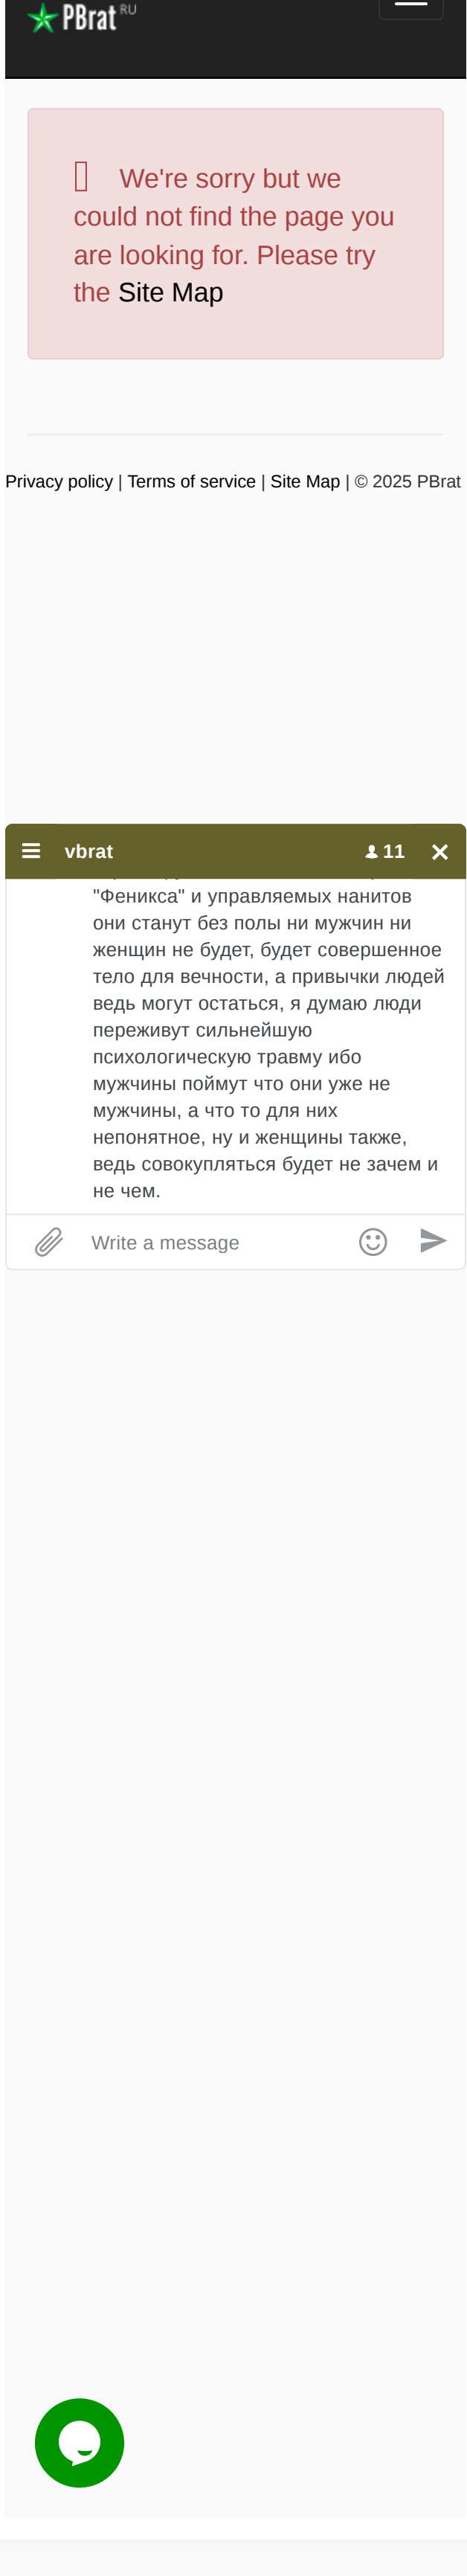 PBrat RU
We're sorry but we
could not find the page you
are looking for. Please try
the Site Map
Privacy policy | Terms of service | Site Map | © 2025 PBrat
vbrat 11
"Феникса" и управляемых нанитов
они станут без полы ни мужчин ни
женщин не будет, будет совершенное
тело для вечности, а привычки людей
ведь могут остаться, я думаю люди
переживут сильнейшую
психологическую травму ибо
мужчины поймут что они уже не
мужчины, а что то для них
непонятное, ну и женщины также,
ведь совокупляться будет не зачем и
не чем.
Write a message